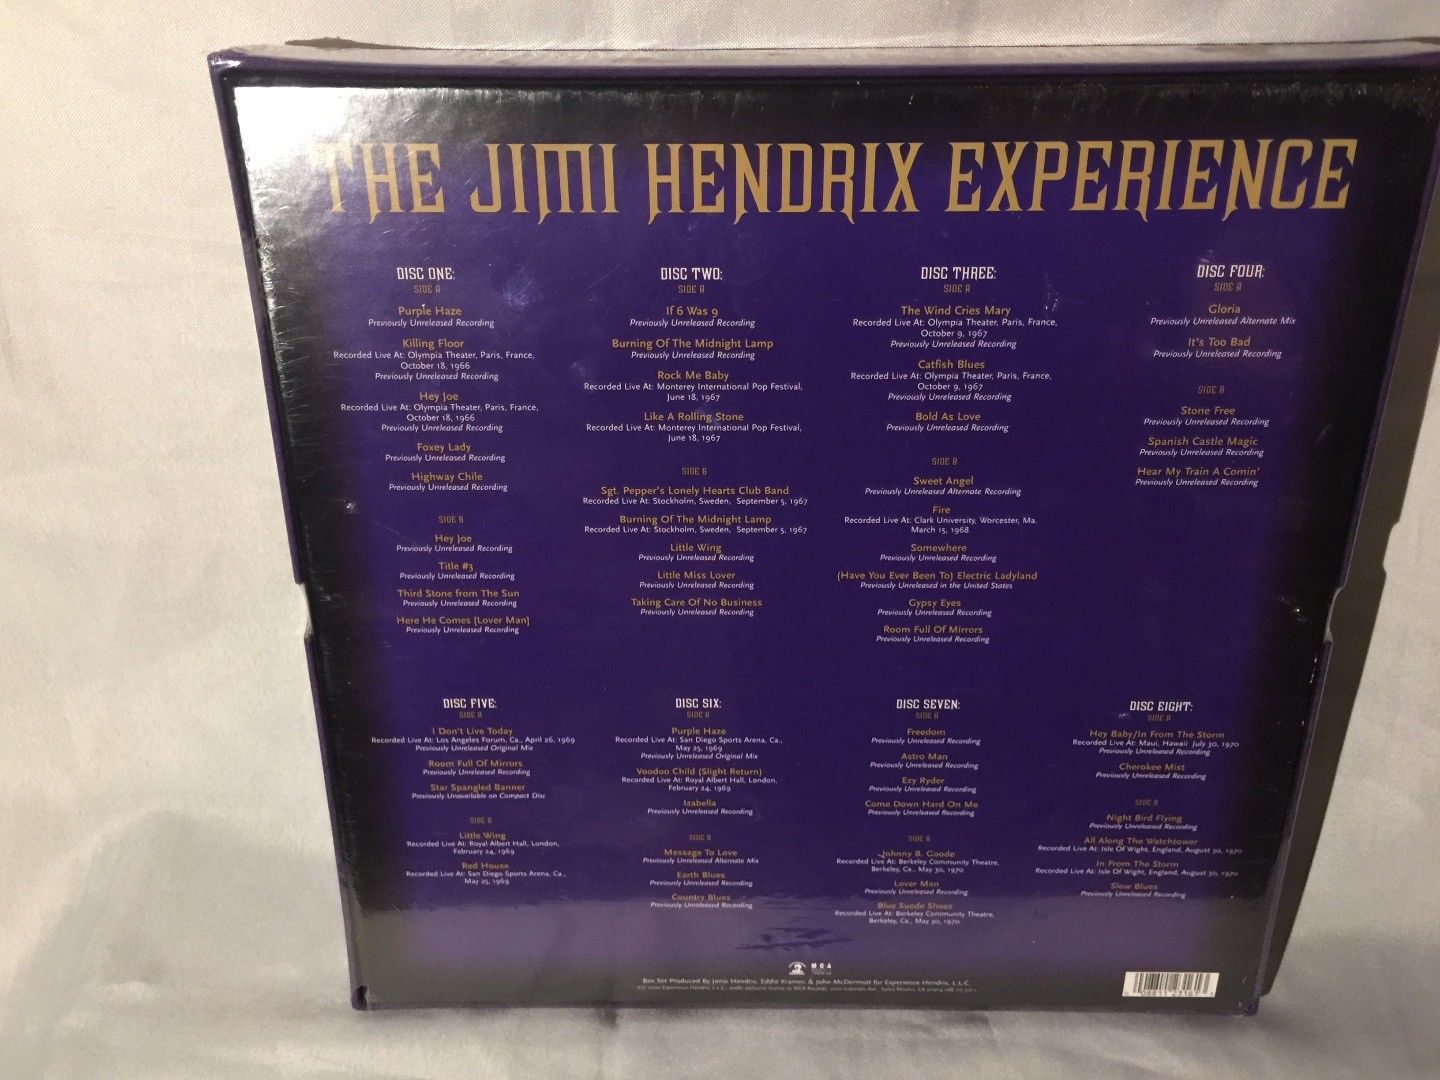 THE JIMI HENDRIX EXPERIENCE
DISC ONE:
SIDE A
Purple Haze
Previously Unreleased Recording
Killing Floor
Recorded Live At: Olympia Theater, Paris, France,
October 18, 1966
Previously Unreleased Recording
Hey Joe
Recorded Live At: Olympia Theater, Paris, France,
October 18, 1966
Previously Unreleased Recording
Foxey Lady
Previously Unreleased Recording
Highway Chile
Previously Unreleased Recording
SIDE B
Hey Joe
Previously Unreleased Recording
Title #3
Previously Unreleased Recording
Third Stone from The Sun
Previously Unreleased Recording
Here He Comes [Lover Man]
Previously Unreleased Recording
DISC TWO:
SIDE A
If 6 Was 9
Previously Unreleased Recording
Burning Of The Midnight Lamp
Previously Unreleased Recording
Rock Me Baby
Recorded Live At: Monterey International Pop Festival,
June 18, 1967
Like A Rolling Stone
Recorded Live At: Monterey International Pop Festival,
June 18, 1967
SIDE B
Sgt. Pepper's Lonely Hearts Club Band
Recorded Live At: Stockholm, Sweden, September 5, 1967
Burning Of The Midnight Lamp
Recorded Live At: Stockholm, Sweden, September 5, 1967
Little Wing
Previously Unreleased Recording
Little Miss Lover
Previously Unreleased Recording
Taking Care Of No Business
Previously Unreleased Recording
DISC THREE:
SIDE A
The Wind Cries Mary
Recorded Live At: Olympia Theater, Paris, France,
October 9, 1967
Previously Unreleased Recording
Catfish Blues
Recorded Live At: Olympia Theater, Paris, France,
October 9, 1967
Previously Unreleased Recording
Bold As Love
Previously Unreleased Recording
SIDE B
Sweet Angel
Previously Unreleased Alternate Recording
Fire
Recorded Live At: Clark University, Worcester, Ma.
March 15, 1968
Somewhere
Previously Unreleased Recording
(Have You Ever Been To) Electric Ladyland
Previously Unreleased in the United States
Gypsy Eyes
Previously Unreleased Recording
Room Full Of Mirrors
Previously Unreleased Recording
DISC FOUR:
SIDE A
Gloria
Previously Unreleased Alternate Mix
It's Too Bad
Previously Unreleased Recording
SIDE B
Stone Free
Previously Unreleased Recording
Spanish Castle Magic
Previously Unreleased Recording
Hear My Train A Comin'
Previously Unreleased Recording
DISC FIVE:
SIDE A
I Don't Live Today
Recorded Live At: Los Angeles Forum, Ca., April 26, 1969
Previously Unreleased Original Mix
Room Full Of Mirrors
Previously Unreleased Recording
Star Spangled Banner
Previously Unavailable on Compact Disc
SIDE B
Little Wing
Recorded Live At: Royal Albert Hall, London,
February 24, 1969
Red House
Recorded Live At: San Diego Sports Arena, Ca.,
May 25, 1969
DISC SIX:
SIDE A
Purple Haze
Recorded Live At: San Diego Sports Arena, Ca.,
May 25, 1969
Previously Unreleased Original Mix
Voodoo Child (Slight Return)
Recorded Live At: Royal Albert Hall, London,
February 24, 1969
Izabella
Previously Unreleased Recording
SIDE B
Message To Love
Previously Unreleased Alternate Mix
Earth Blues
Previously Unreleased Recording
Country Blues
Previously Unreleased Recording
DISC SEVEN:
SIDE A
Freedom
Previously Unreleased Recording
Astro Man
Previously Unreleased Recording
Ezy Ryder
Previously Unreleased Recording
Come Down Hard On Me
Previously Unreleased Recording
SIDE B
Johnny B. Goode
Recorded Live At: Berkeley Community Theatre,
Berkeley, Ca., May 30, 1970
Lover Man
Previously Unreleased Recording
Blue Suede Shoes
Recorded Live At: Berkeley Community Theatre,
Berkeley, Ca., May 30, 1970
DISC EIGHT:
SIDE A
Hey Baby/In From The Storm
Recorded Live At: Maui, Hawaii July 30, 1970
Previously Unreleased Recording
Cherokee Mist
Previously Unreleased Recording
SIDE B
Night Bird Flying
Previously Unreleased Recording
All Along The Watchtower
Recorded Live At: Isle Of Wight, England, August 30, 1970
In From The Storm
Recorded Live At: Isle Of Wight, England, August 30, 1970
Slow Blues
Previously Unreleased Recording
MCA
Box Set Produced By Janie Hendrix, Eddie Kramer, & John McDermott for Experience Hendrix, L.L.C.